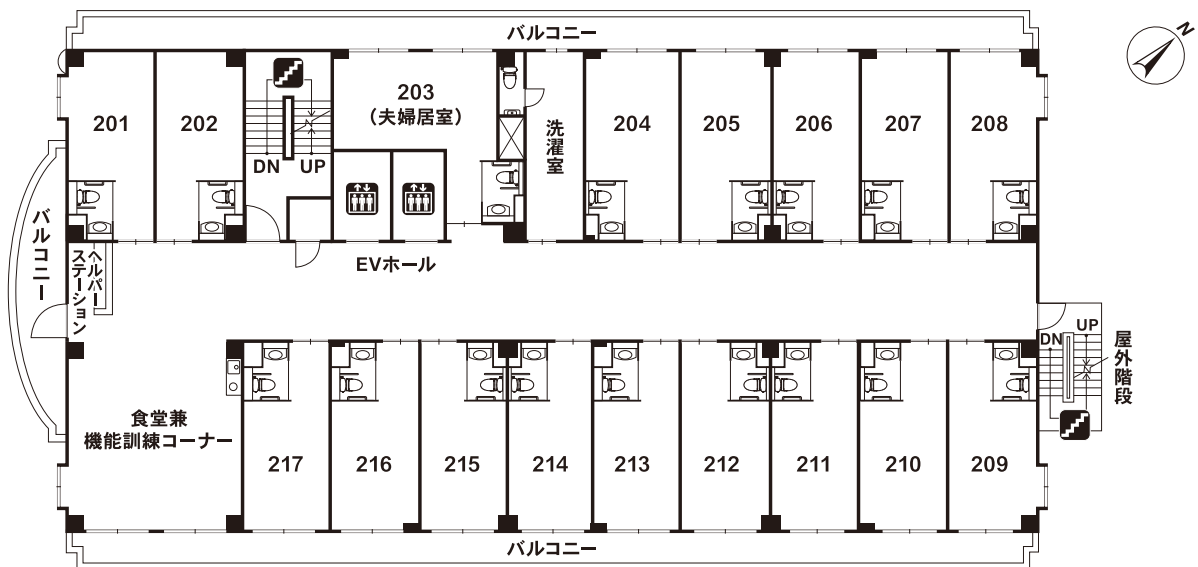 バルコニー
N
201
202
DN
UP
203
(夫婦居室)
洗濯室
204
205
206
207
208
バルコニー
ヘルパー
ステーション
EVホール
DN
UP
屋外階段
食堂兼
機能訓練コーナー
217
216
215
214
213
212
211
210
209
バルコニー